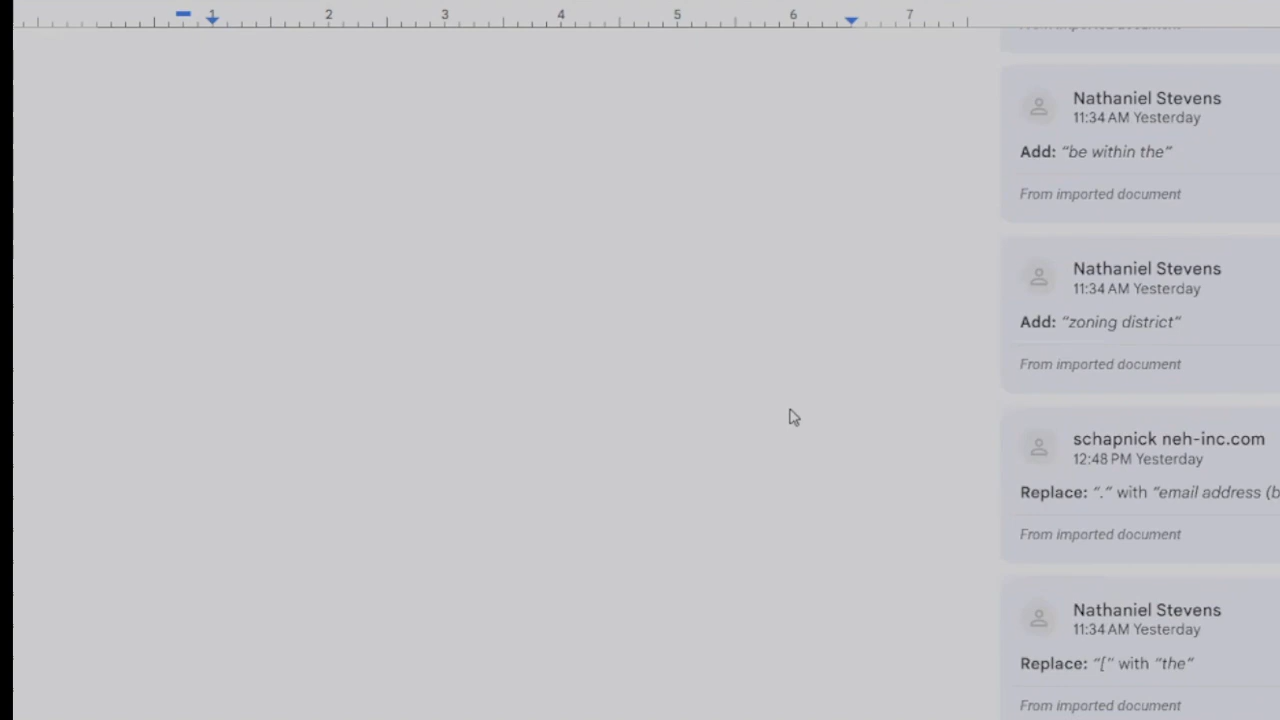 1 2 3 4 5 6 7
From imported document
Nathaniel Stevens
11:34 AM Yesterday
Add: “be within the”
From imported document
Nathaniel Stevens
11:34 AM Yesterday
Add: “zoning district”
From imported document
schapnick neh-inc.com
12:48 PM Yesterday
Replace: “.” with “email address (b
From imported document
Nathaniel Stevens
11:34 AM Yesterday
Replace: “[” with “the”
From imported document